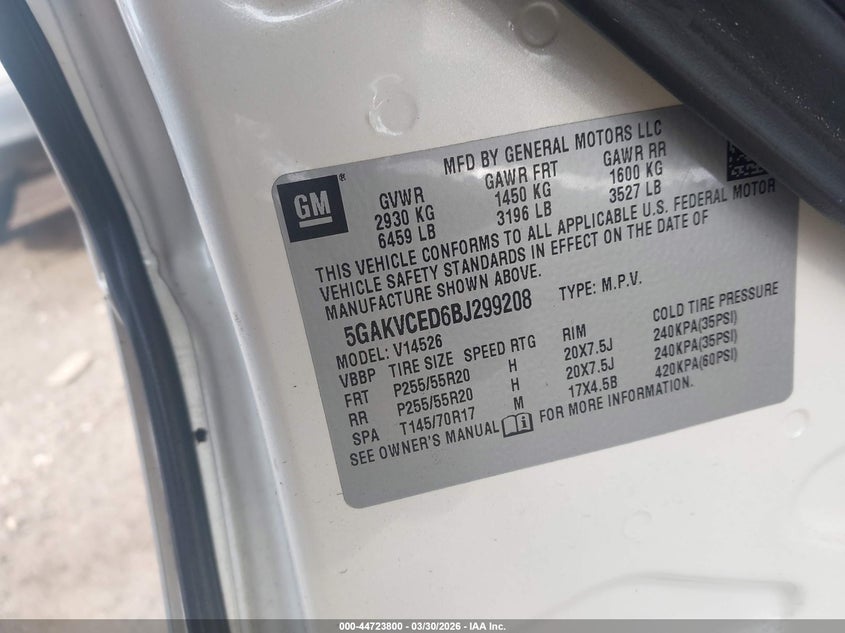 MFD BY GENERAL MOTORS LLC
GM ®
GVWR GAWR FRT GAWR RR
2930 KG 1450 KG 1600 KG
6459 LB 3196 LB 3527 LB
THIS VEHICLE CONFORMS TO ALL APPLICABLE U.S. FEDERAL MOTOR
VEHICLE SAFETY STANDARDS IN EFFECT ON THE DATE OF
MANUFACTURE SHOWN ABOVE.
5GAKVCED6BJ299208 TYPE: M.P.V.
MODEL: V14526
VBBP TIRE SIZE SPEED RTG RIM COLD TIRE PRESSURE
FRT P255/55R20 H 20X7.5J 240KPA(35PSI)
RR P255/55R20 H 20X7.5J 240KPA(35PSI)
SPA T145/70R17 M 17X4.5B 420KPA(60PSI)
SEE OWNER'S MANUAL i FOR MORE INFORMATION.
000-44723800 - 03/30/2026 - IAA Inc.